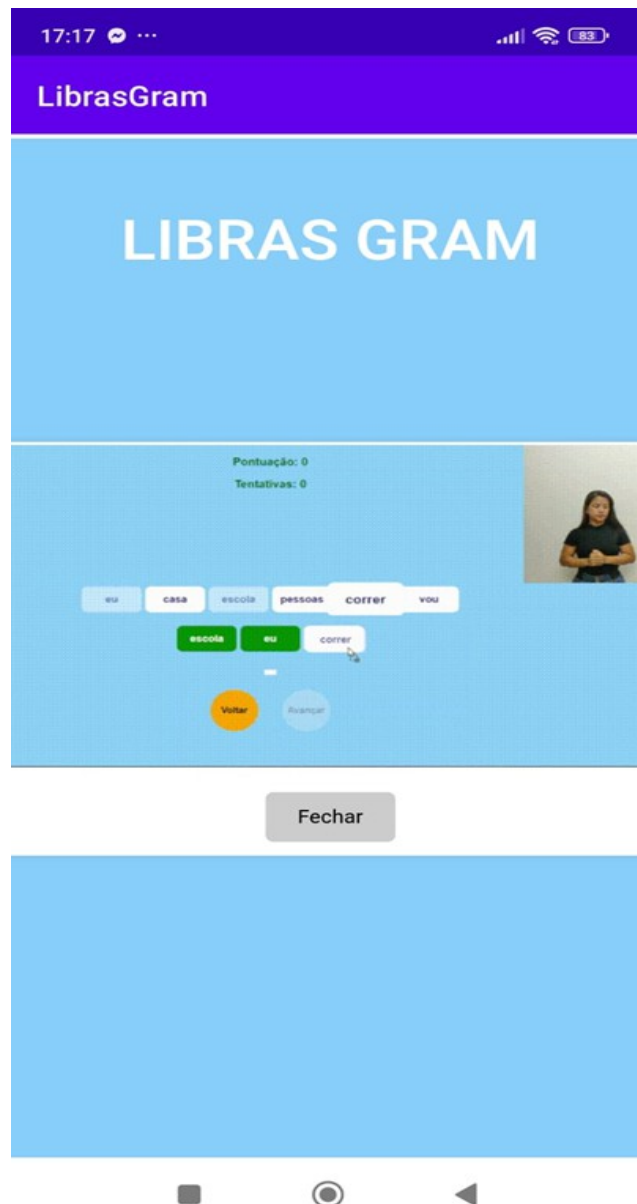 17:17 ...
83
LibrasGram
LIBRAS GRAM
Pontuação: 0
Tentativas: 0
eu casa escola pessoas correr vou
escola eu correr
Voltar Avançar
Fechar